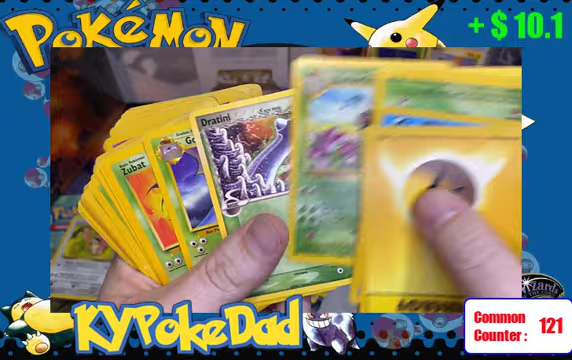 POKéMON
+ $ 10.1
Dratini
Zubat
KYPokeDad
Common
Counter : 121